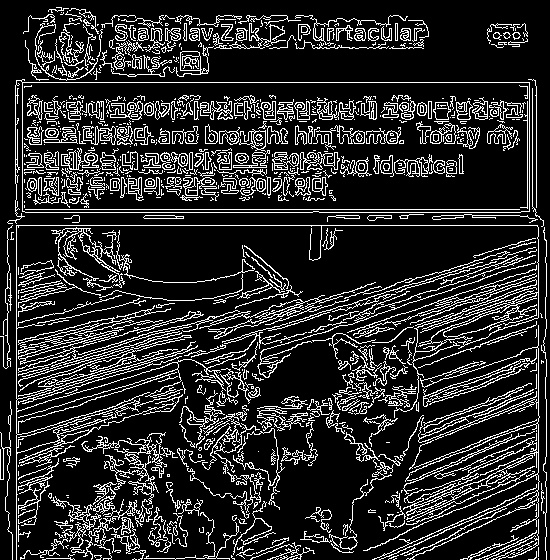 Stanislav Zak ▶ Purrtacular
3 hrs ·
지난 달 내 고양이가 사라졌다. 일주일 전 난 내 고양이를 발견하고
집으로 데려왔다. and brought him home. Today my
그런데 오늘 내 고양이가 집으로 돌아왔다. two identical
이제 난 두 마리의 똑같은 고양이가 있다.